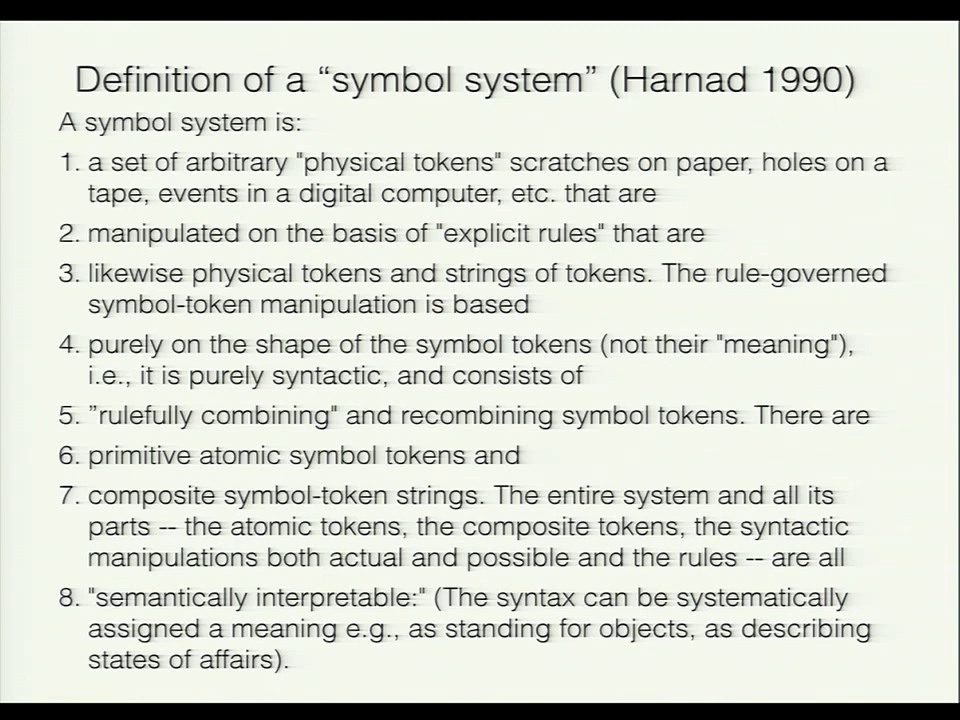 Definition of a “symbol system” (Harnad 1990)
A symbol system is:
1. a set of arbitrary "physical tokens" scratches on paper, holes on a
tape, events in a digital computer, etc. that are
2. manipulated on the basis of "explicit rules" that are
3. likewise physical tokens and strings of tokens. The rule-governed
symbol-token manipulation is based
4. purely on the shape of the symbol tokens (not their "meaning"),
i.e., it is purely syntactic, and consists of
5. ”rulefully combining" and recombining symbol tokens. There are
6. primitive atomic symbol tokens and
7. composite symbol-token strings. The entire system and all its
parts -- the atomic tokens, the composite tokens, the syntactic
manipulations both actual and possible and the rules -- are all
8. "semantically interpretable:" (The syntax can be systematically
assigned a meaning e.g., as standing for objects, as describing
states of affairs).